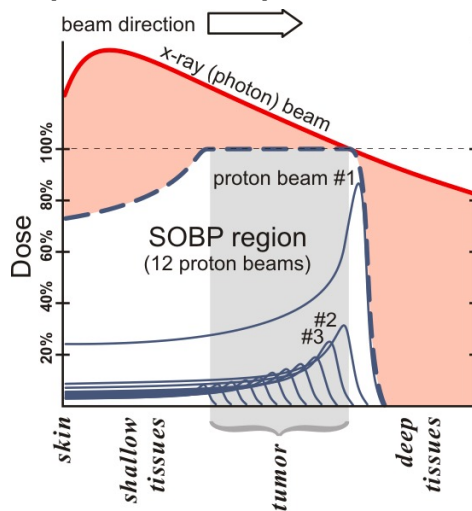 beam direction
x-ray (photon) beam
100%
80%
60%
40%
20%
Dose
proton beam #1
SOBP region
(12 proton beams)
#2
#3
skin
shallow
tissues
tumor
deep
tissues